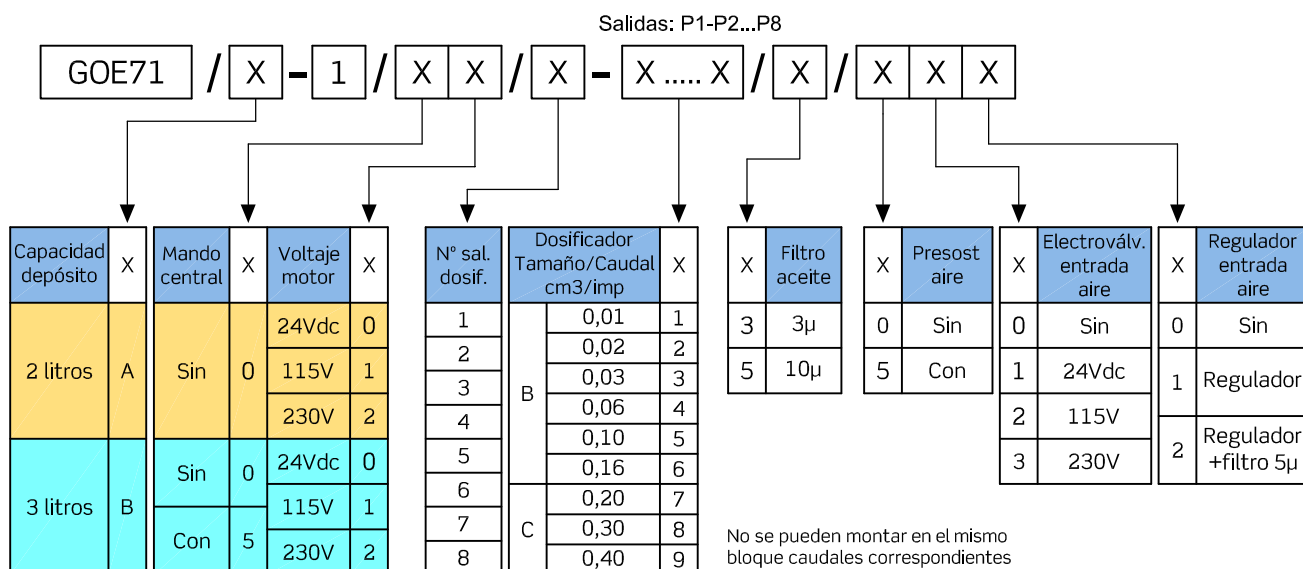 Salidas: P1-P2...P8
GOE71 / X - 1 / X X / X - X ..... X / X / X X X
Capacidad depósito X
2 litros A
3 litros B
Mando central X Voltaje motor X
Sin 0 24Vdc 0
115V 1
230V 2
Sin 0 24Vdc 0
115V 1
Con 5 230V 2
Nº sal. dosif.
1
2
3
4
5
6
7
8
Dosificador
Tamaño/Caudal X
cm3/imp
B
0,01 1
0,02 2
0,03 3
0,06 4
0,10 5
0,16 6
C
0,20 7
0,30 8
0,40 9
X Filtro aceite
3 3µ
5 10µ
X Presost aire
0 Sin
5 Con
X Electroválv. entrada aire
0 Sin
1 24Vdc
2 115V
3 230V
X Regulador entrada aire
0 Sin
1 Regulador
2 Regulador +filtro 5µ
No se pueden montar en el mismo
bloque caudales correspondientes